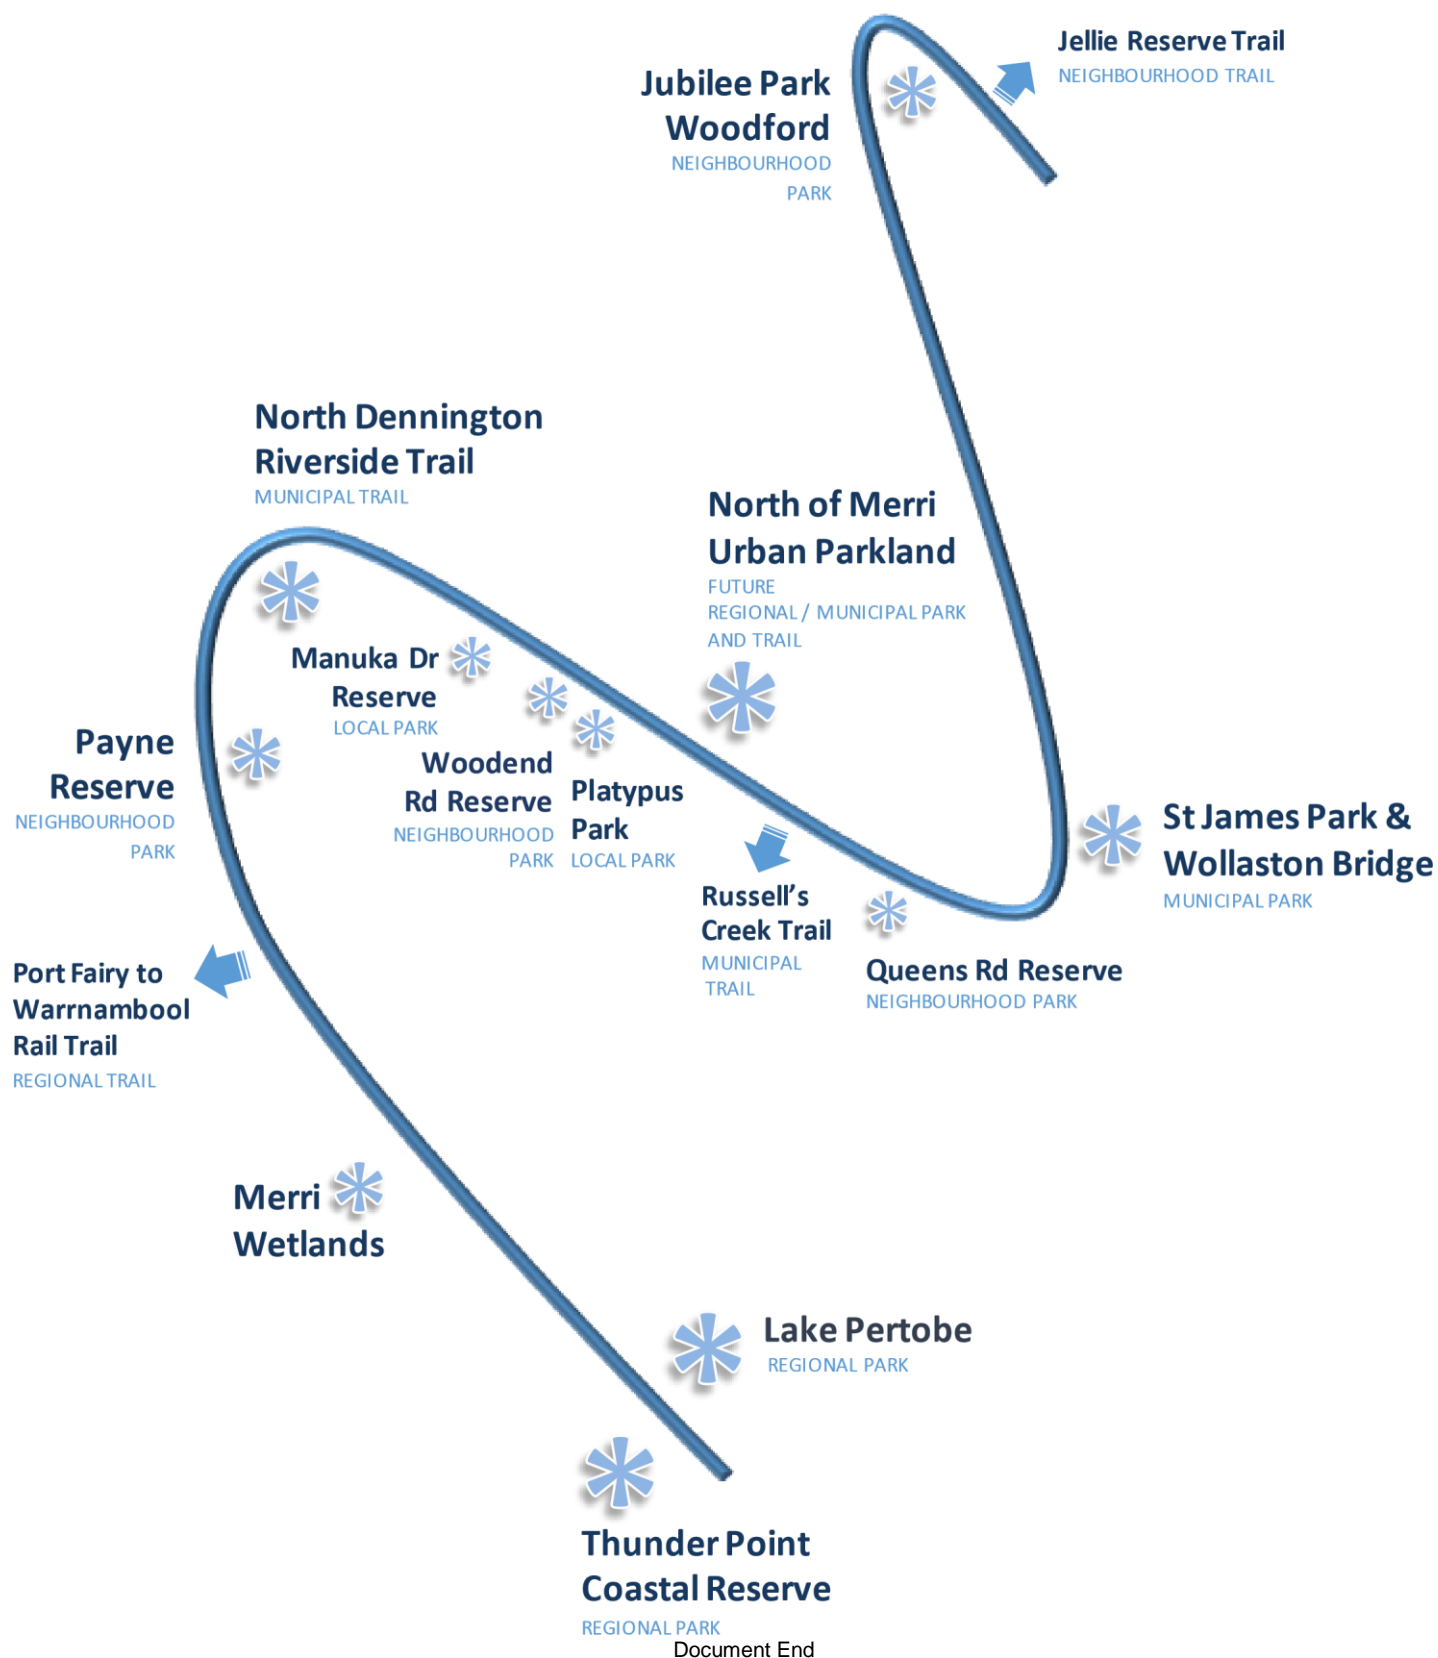 Jellie Reserve Trail
NEIGHBOURHOOD TRAIL
Jubilee Park
Woodford
NEIGHBOURHOOD
PARK
North Dennington
Riverside Trail
MUNICIPAL TRAIL
North of Merri
Urban Parkland
FUTURE
REGIONAL / MUNICIPAL PARK
AND TRAIL
Manuka Dr
Reserve
LOCAL PARK
Payne
Reserve
NEIGHBOURHOOD
PARK
Woodend
Rd Reserve
NEIGHBOURHOOD
PARK
Platypus
Park
LOCAL PARK
St James Park &
Wollaston Bridge
MUNICIPAL PARK
Russell’s
Creek Trail
MUNICIPAL
TRAIL
Queens Rd Reserve
NEIGHBOURHOOD PARK
Port Fairy to
Warrnambool
Rail Trail
REGIONAL TRAIL
Merri
Wetlands
Lake Pertobe
REGIONAL PARK
Thunder Point
Coastal Reserve
REGIONAL PARK
Document End